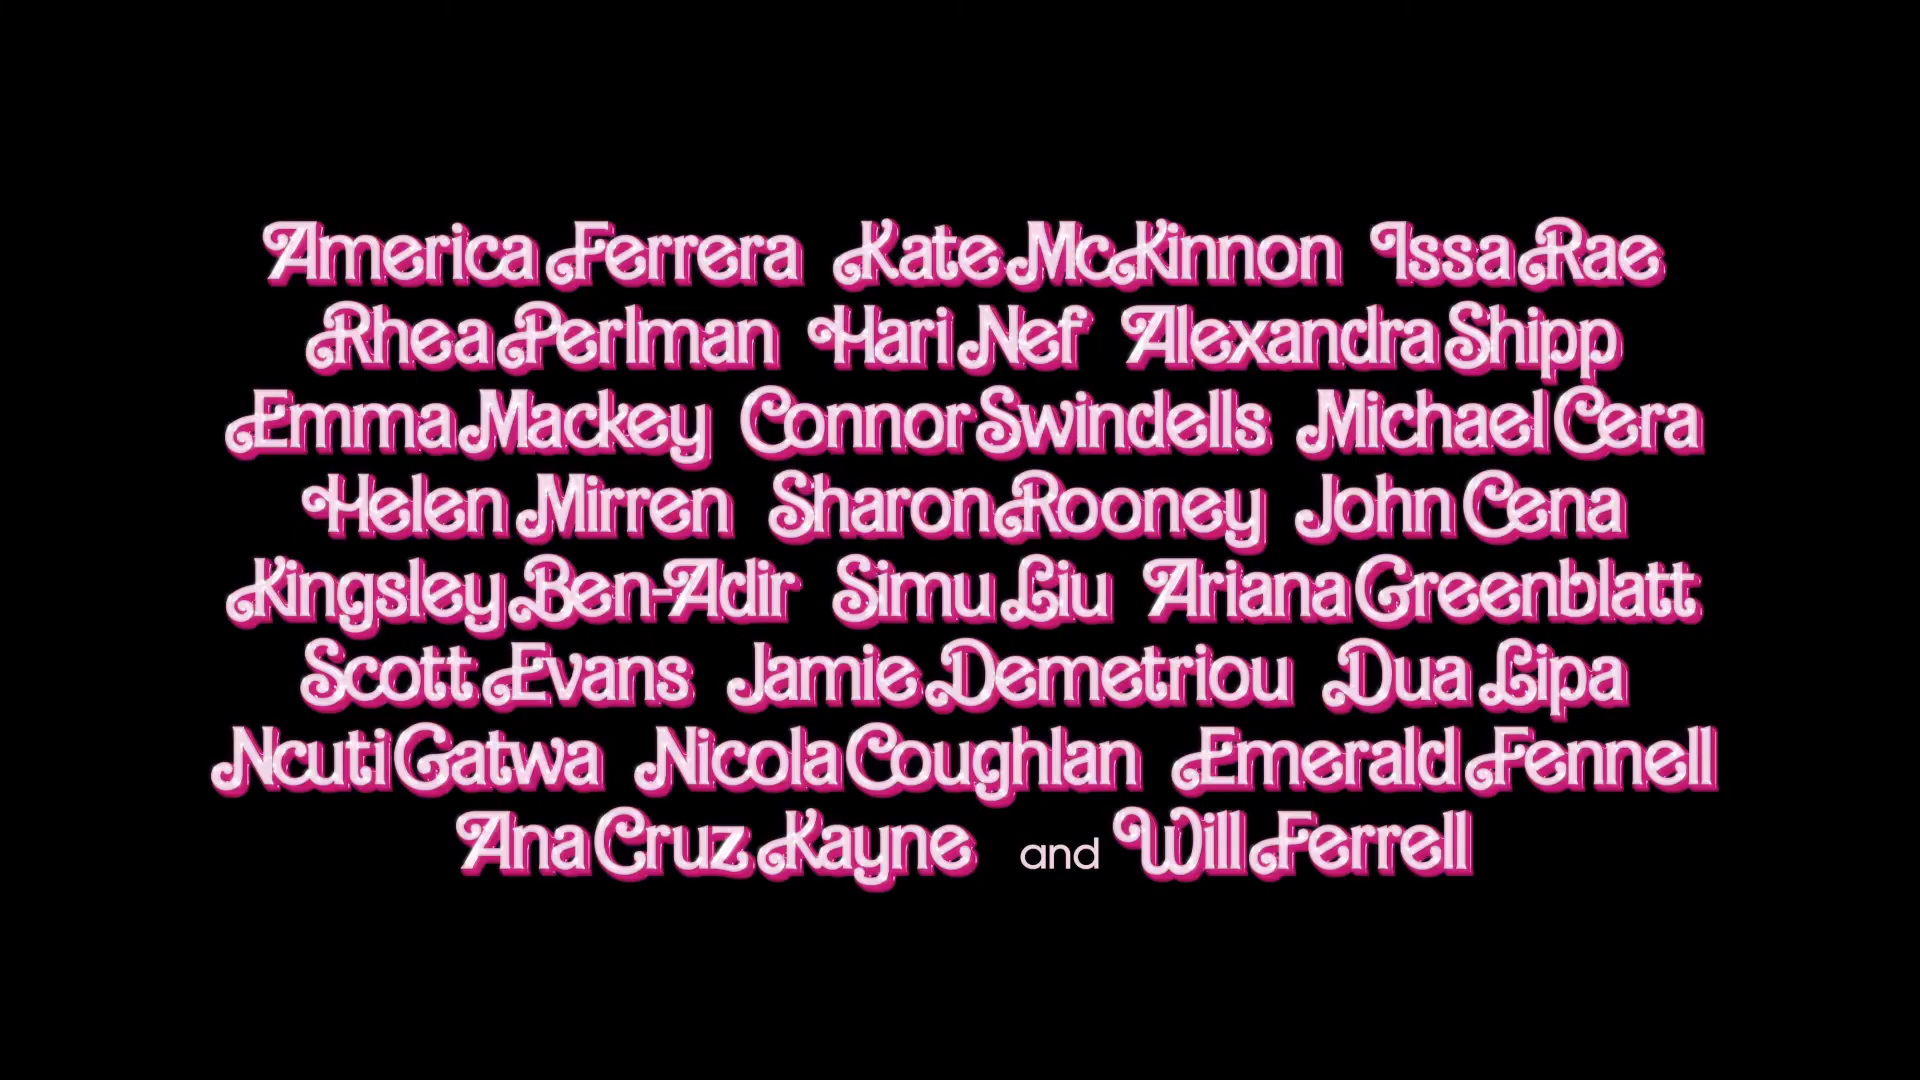 America Ferrera Kate McKinnon Issa Rae
Rhea Perlman Hari Nef Alexandra Shipp
Emma Mackey Connor Swindells Michael Cera
Helen Mirren Sharon Rooney John Cena
Kingsley Ben-Adir Simu Liu Ariana Greenblatt
Scott Evans Jamie Demetriou Dua Lipa
Ncuti Gatwa Nicola Coughlan Emerald Fennell
Ana Cruz Kayne and Will Ferrell